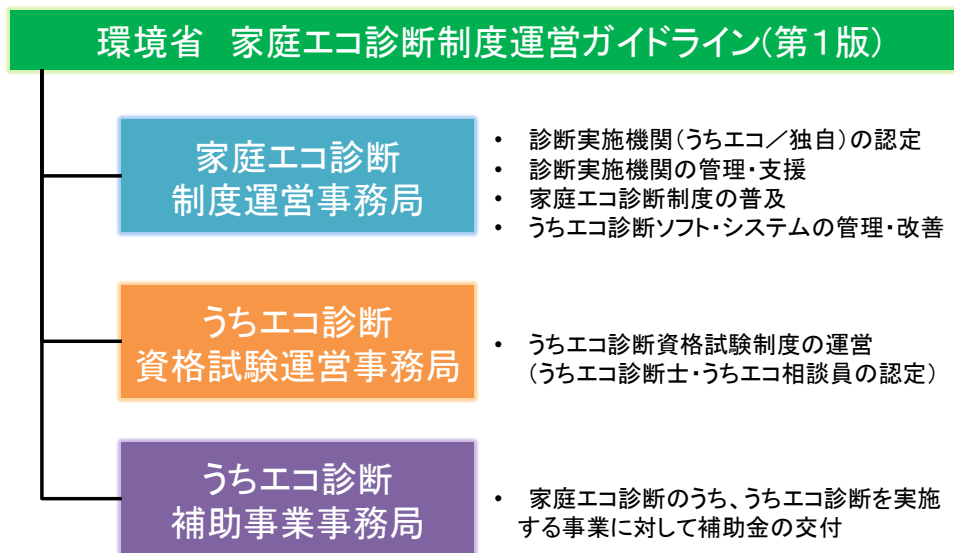 環境省　家庭エコ診断制度運営ガイドライン(第１版)
家庭エコ診断
制度運営事務局
・ 診断実施機関(うちエコ／独自)の認定
・ 診断実施機関の管理・支援
・ 家庭エコ診断制度の普及
・ うちエコ診断ソフト・システムの管理・改善
うちエコ診断
資格試験運営事務局
・ うちエコ診断資格試験制度の運営
(うちエコ診断士・うちエコ相談員の認定)
うちエコ診断
補助事業事務局
・ 家庭エコ診断のうち、うちエコ診断を実施
する事業に対して補助金の交付